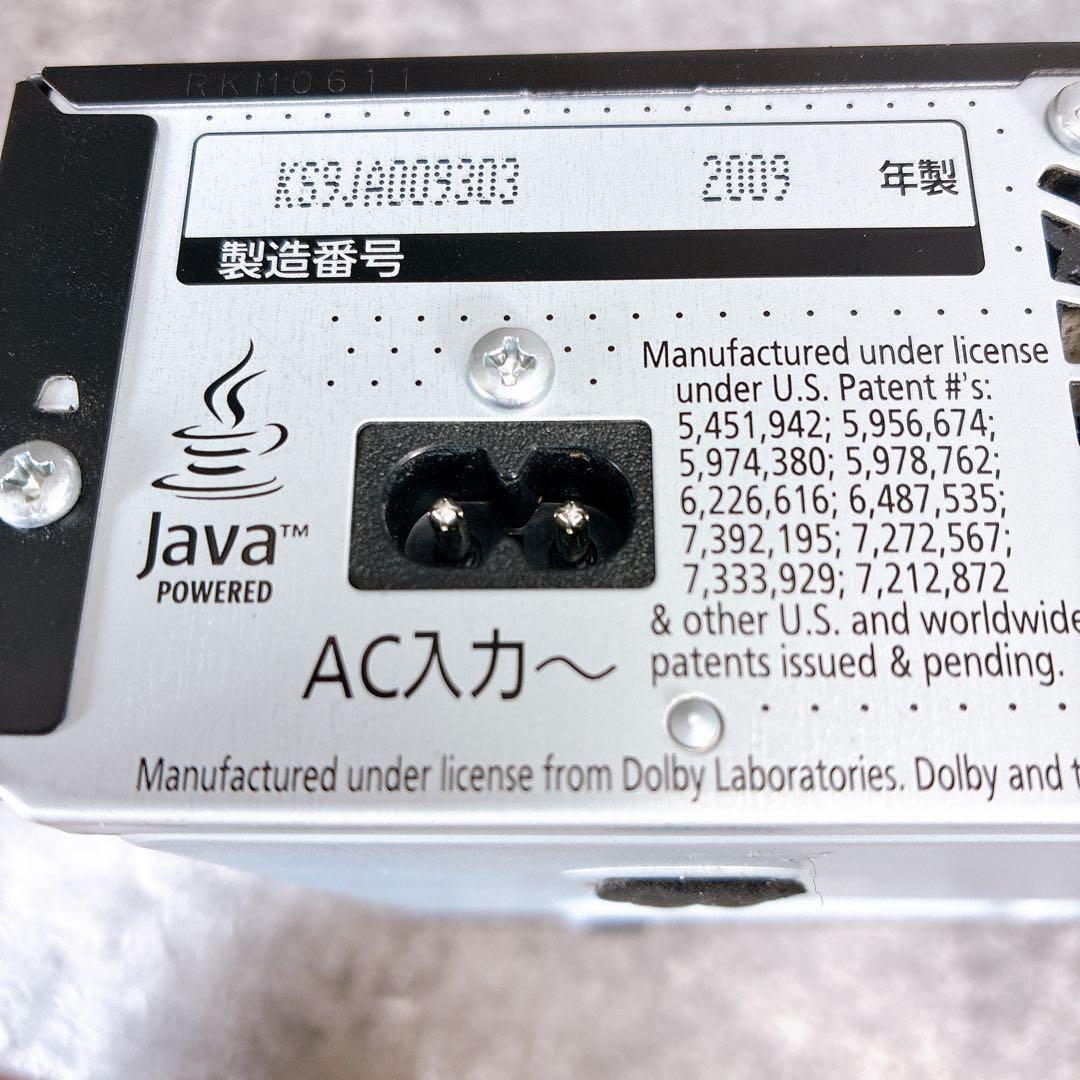 RKM0611
K69JA009303 2009 年製
製造番号
Manufactured under license
under U.S. Patent #'s:
5,451,942; 5,956,674;
5,974,380; 5,978,762;
6,226,616; 6,487,535;
7,392,195; 7,272,567;
7,333,929; 7,212,872
& other U.S. and worldwide
patents issued & pending.
Java™
POWERED
AC入力～
Manufactured under license from Dolby Laboratories. Dolby and